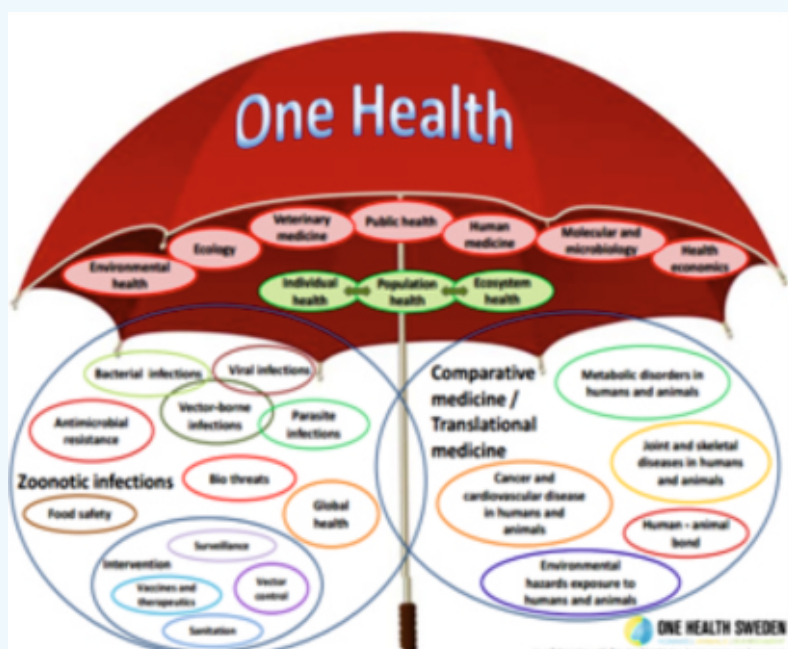 One Health
Environmental
health
Ecology
Veterinary
medicine
Public health
Human
medicine
Molecular and
microbiology
Health
economics
Individual
health
Population
health
Ecosystem
health
Bacterial infections
Viral infections
Vector-borne
infections
Parasite
infections
Antimicrobial
resistance
Zoonotic infections
Bio threats
Food safety
Global
health
Intervention
Surveillance
Vaccines and
therapeutics
Vector
control
Sanitation
Comparative
medicine /
Translational
medicine
Metabolic disorders in
humans and animals
Joint and skeletal
diseases in humans
and animals
Cancer and
cardiovascular disease
in humans and
animals
Human - animal
bond
Environmental
hazards exposure to
humans and animals
ONE HEALTH SWEDEN